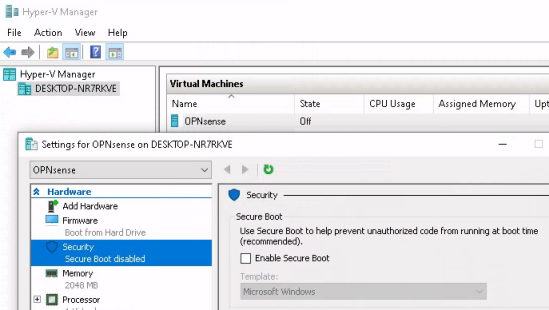 Hyper-V Manager
File Action View Help
Hyper-V Manager
DESKTOP-NR7RKVE
Virtual Machines
Name State CPU Usage Assigned Memory Upt
OPNsense Off
Settings for OPNsense on DESKTOP-NR7RKVE
OPNsense
Hardware
Add Hardware
Firmware
Boot from Hard Drive
Security
Secure Boot disabled
Memory
2048 MB
Processor
Security
Secure Boot
Use Secure Boot to help prevent unauthorized code from running at boot time
(recommended).
Enable Secure Boot
Template:
Microsoft Windows